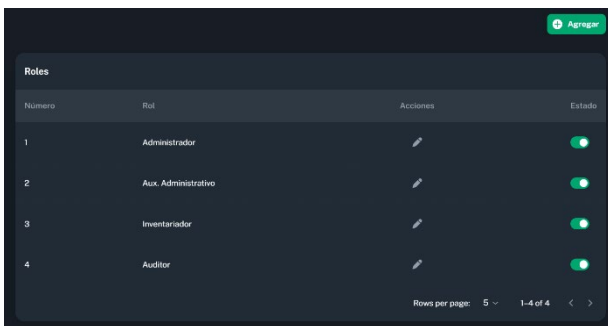 Agregar
Roles
Número Rol Acciones Estado
1 Administrador
2 Aux. Administrativo
3 Inventariador
4 Auditor
Rows per page: 5 1–4 of 4